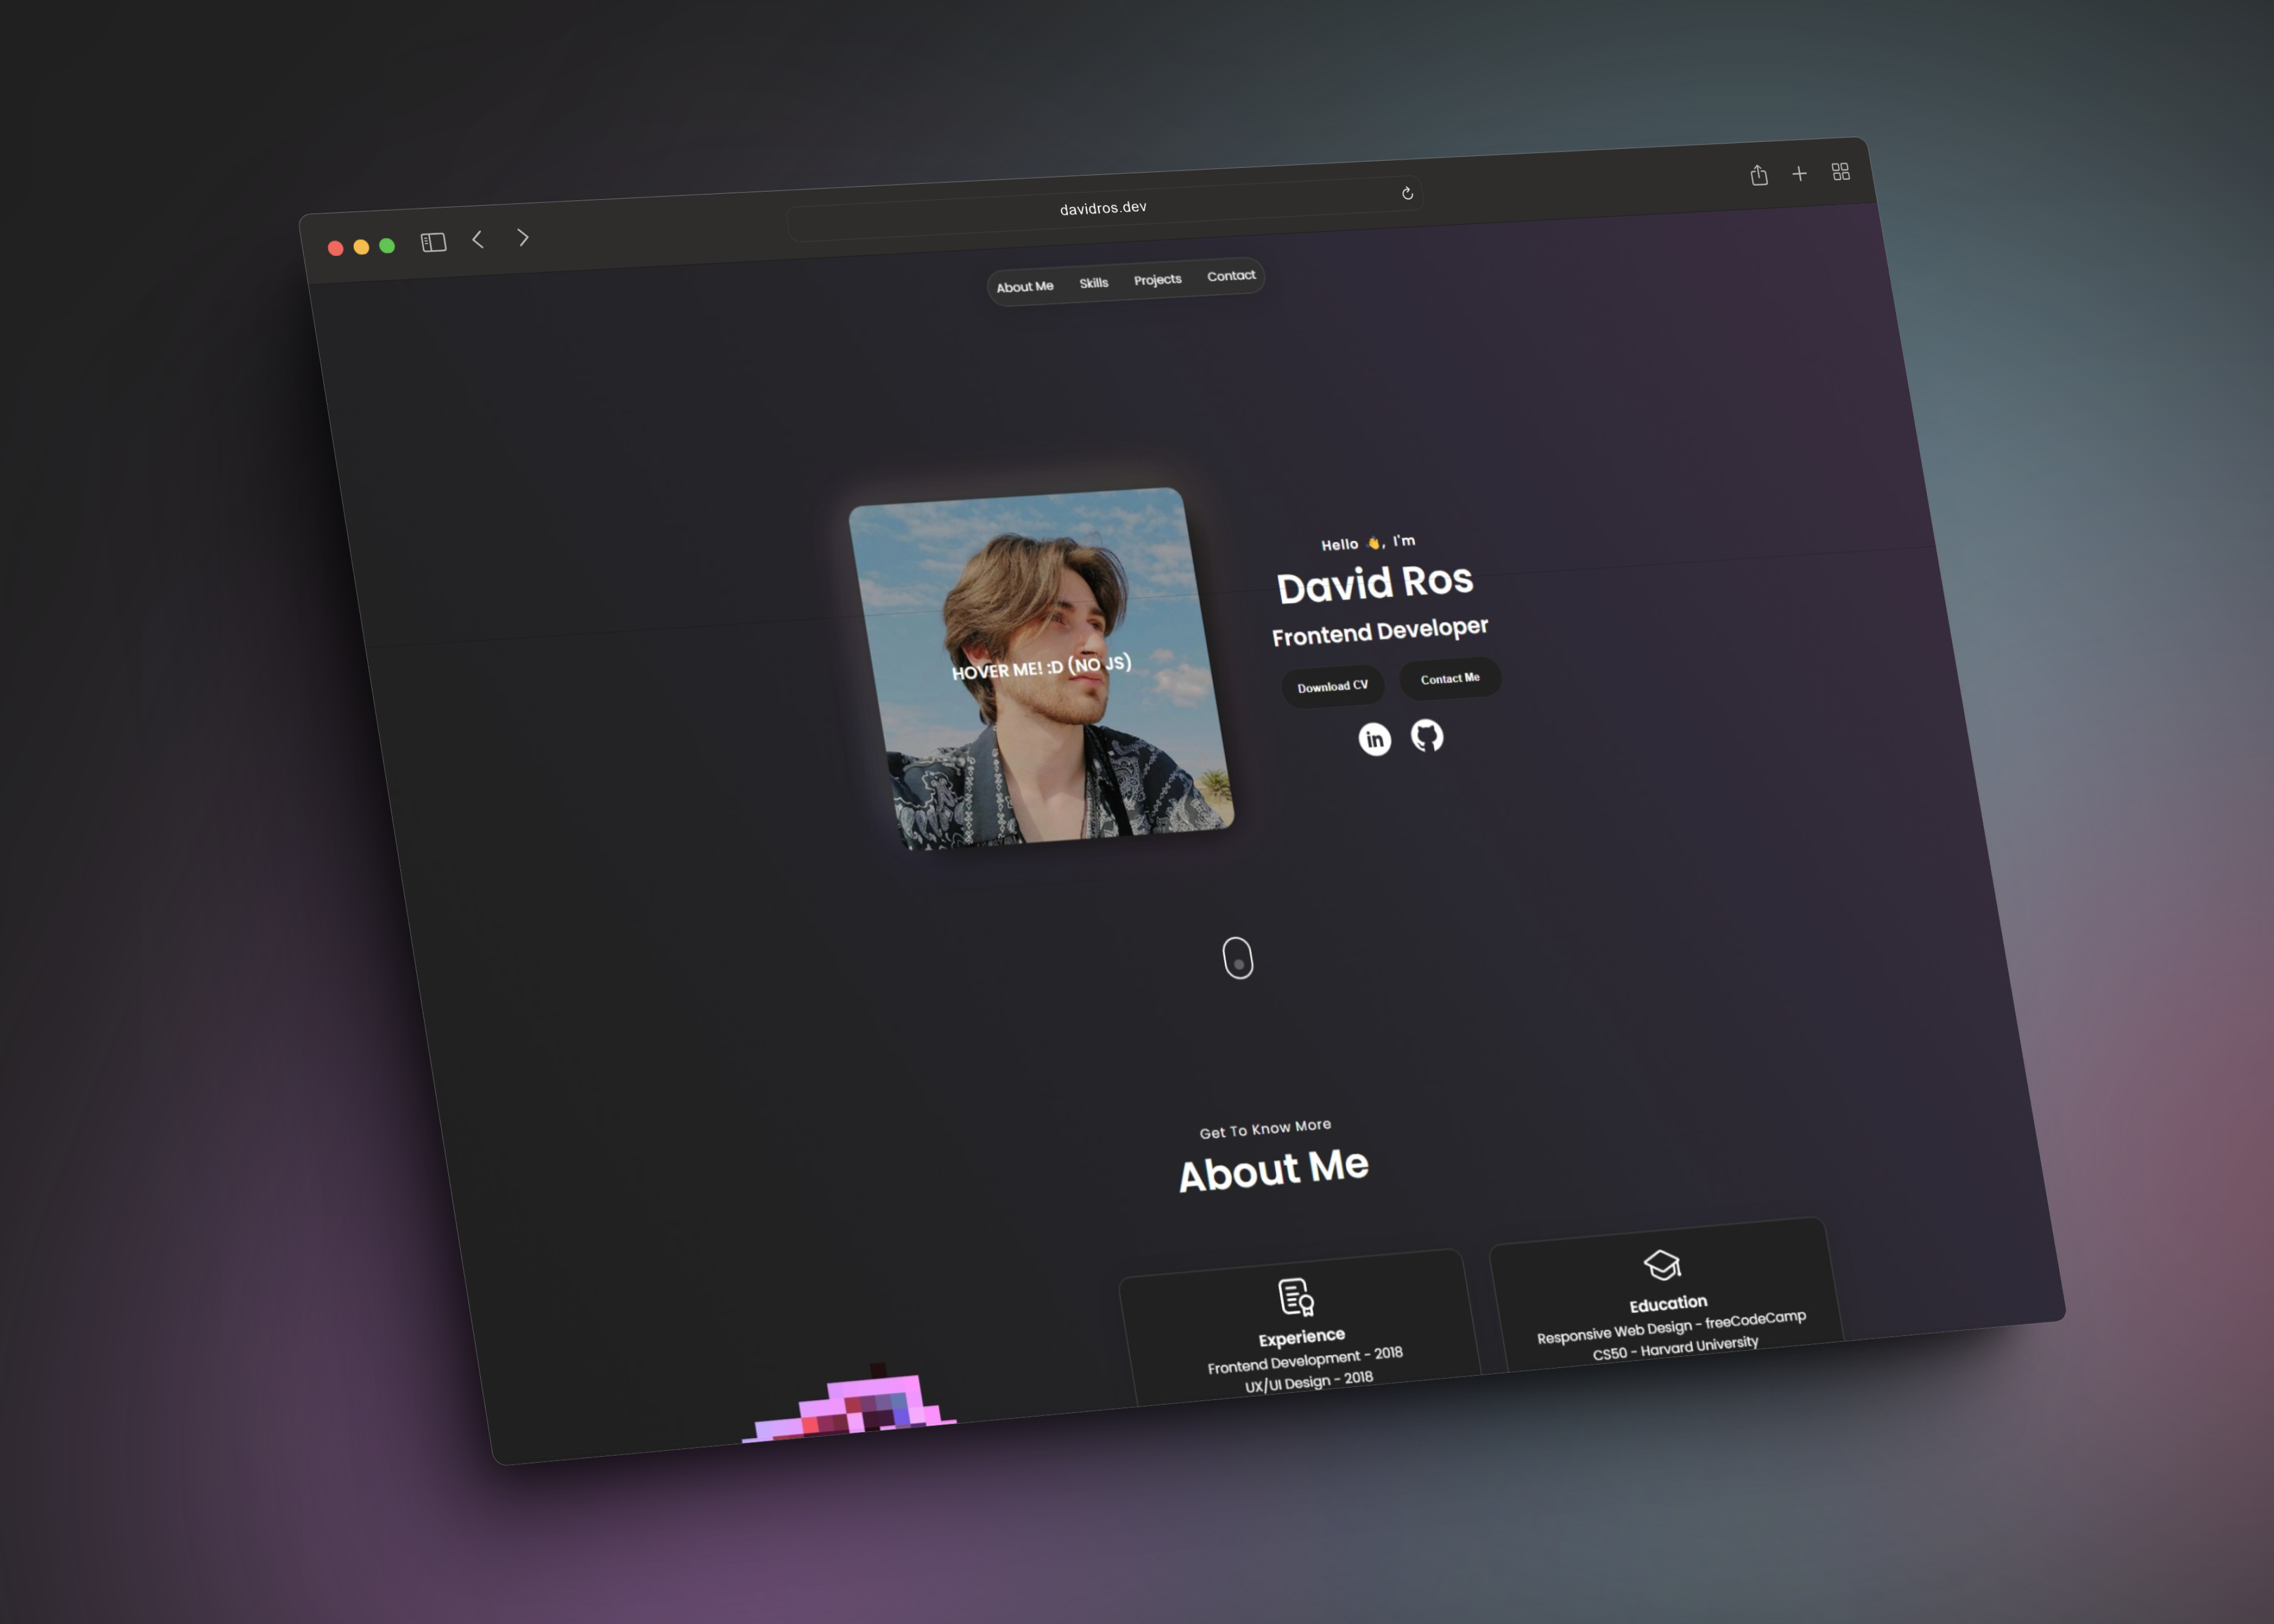 davidros.dev
About Me Skills Projects Contact
Hello 👋, I'm
David Ros
Frontend Developer
HOVER ME! :D (NO JS)
Download CV Contact Me
in
Get To Know More
About Me
Experience
Frontend Development - 2018
UX/UI Design - 2018
Education
Responsive Web Design - freeCodeCamp
CS50 - Harvard University